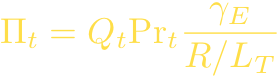 Π_t = Q_t Pr_t \frac{γ_E}{R/L_T}